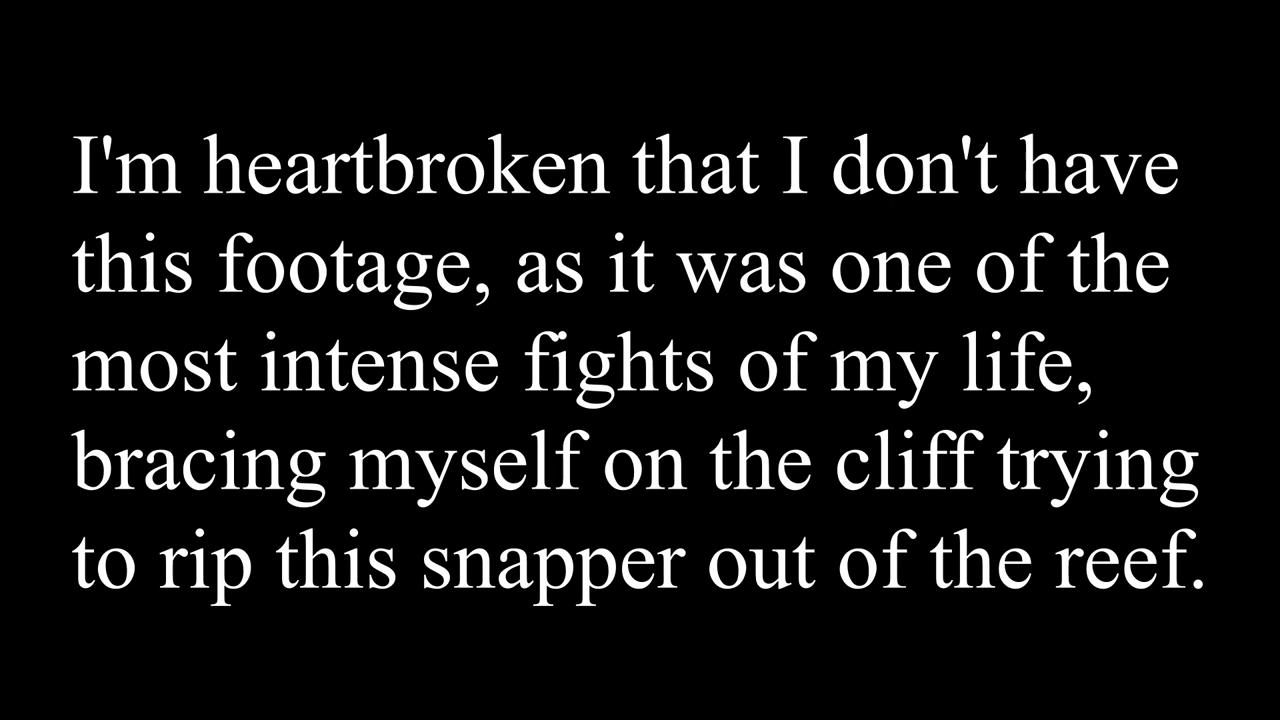 I'm heartbroken that I don't have
this footage, as it was one of the
most intense fights of my life,
bracing myself on the cliff trying
to rip this snapper out of the reef.